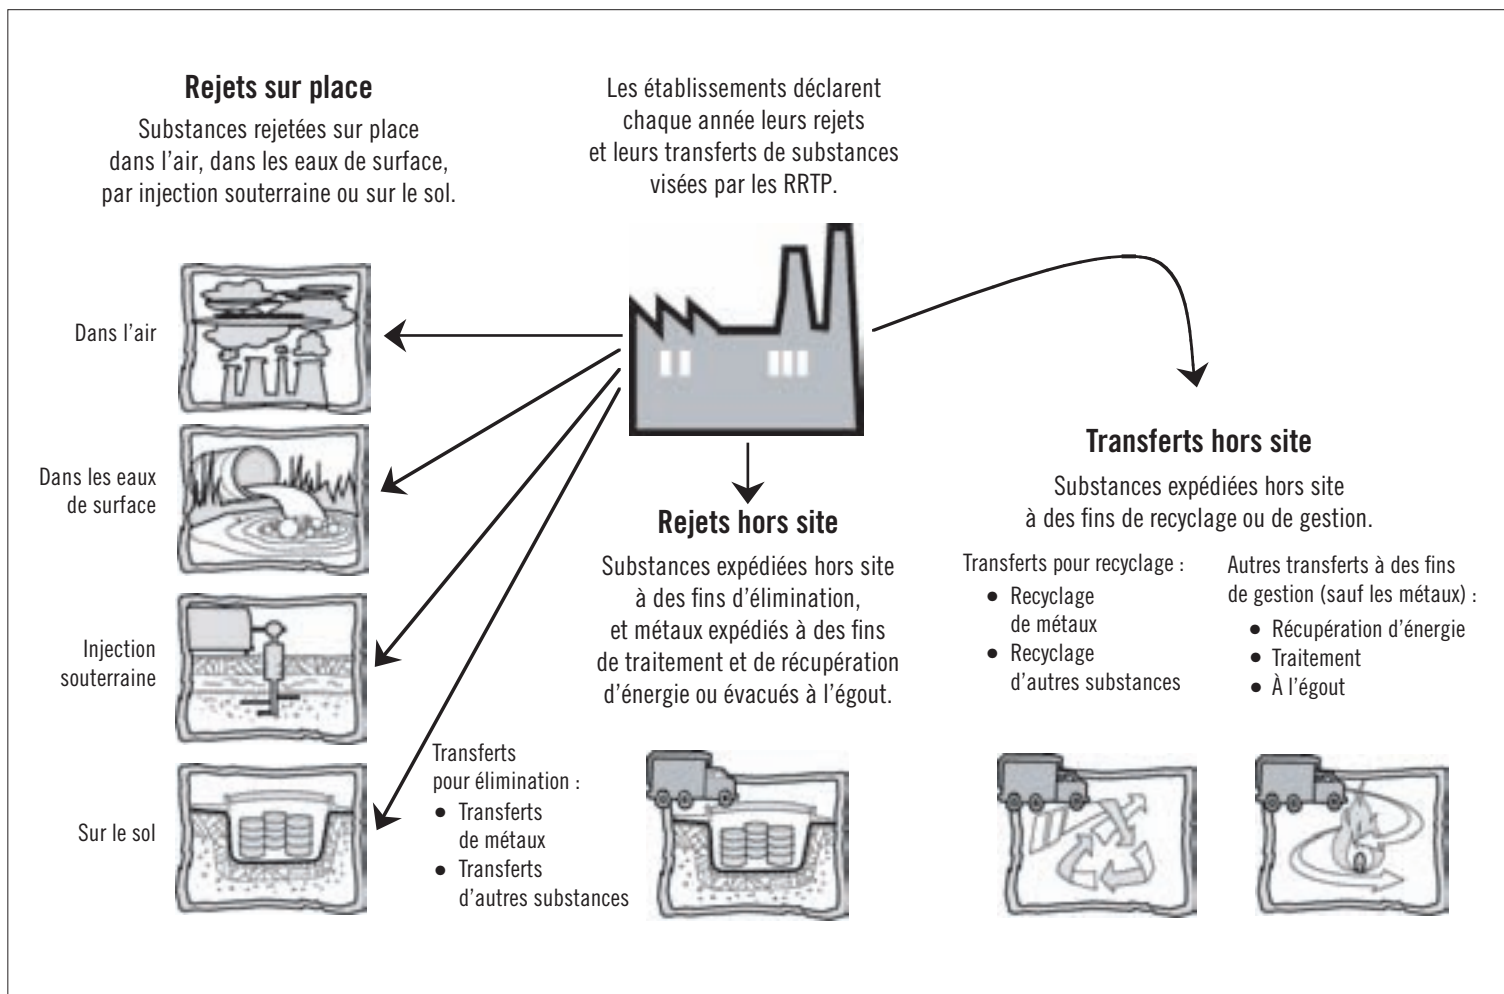 Rejets sur place
Substances rejetées sur place
dans l'air, dans les eaux de surface,
par injection souterraine ou sur le sol.
Les établissements déclarent
chaque année leurs rejets
et leurs transferts de substances
visées par les RRTP.
Dans l'air
Dans les eaux
de surface
Injection
souterraine
Sur le sol
Rejets hors site
Substances expédiées hors site
à des fins d'élimination,
et métaux expédiés à des fins
de traitement et de récupération
d'énergie ou évacués à l'égout.
Transferts
pour élimination :
• Transferts
de métaux
• Transferts
d'autres substances
Transferts hors site
Substances expédiées hors site
à des fins de recyclage ou de gestion.
Transferts pour recyclage :
• Recyclage
de métaux
• Recyclage
d'autres substances
Autres transferts à des fins
de gestion (sauf les métaux) :
• Récupération d'énergie
• Traitement
• À l'égout